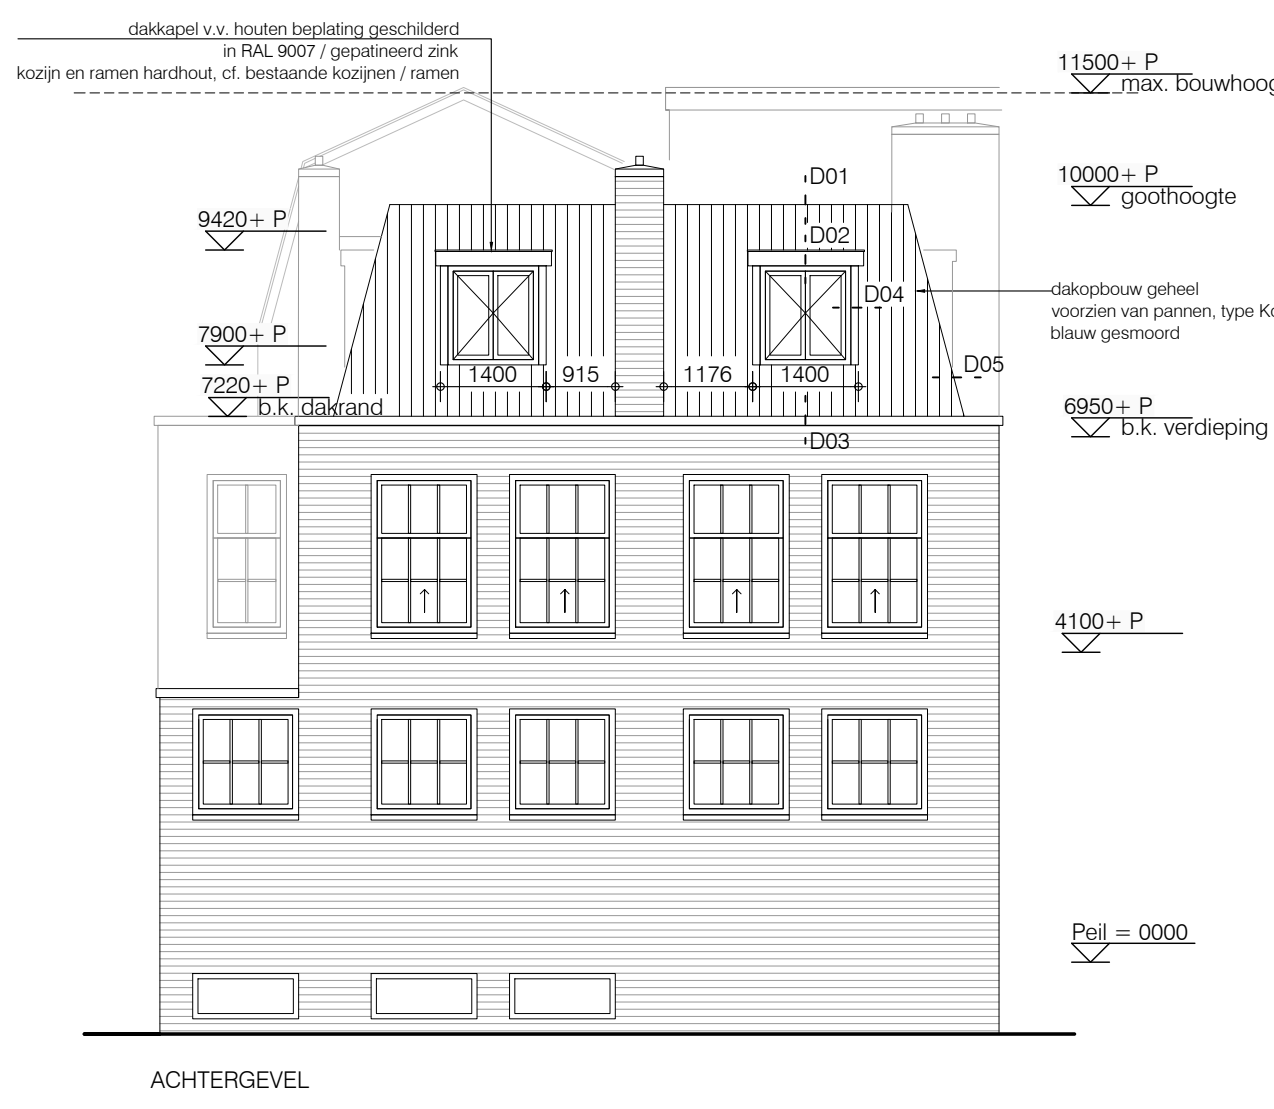 dakkapel v.v. houten beplating geschilderd
in RAL 9007 / gepatineerd zink
kozijn en ramen hardhout, cf. bestaande kozijnen / ramen
11500+ P
max. bouwhoog
10000+ P
goothoogte
D01
9420+ P
D02
D04
dakopbouw geheel
voorzien van pannen, type Ko
blauw gesmoord
7900+ P
D05
1400
915
1176
1400
7220+ P
b.k. dakrand
6950+ P
b.k. verdieping
D03
4100+ P
Peil = 0000
ACHTERGEVEL